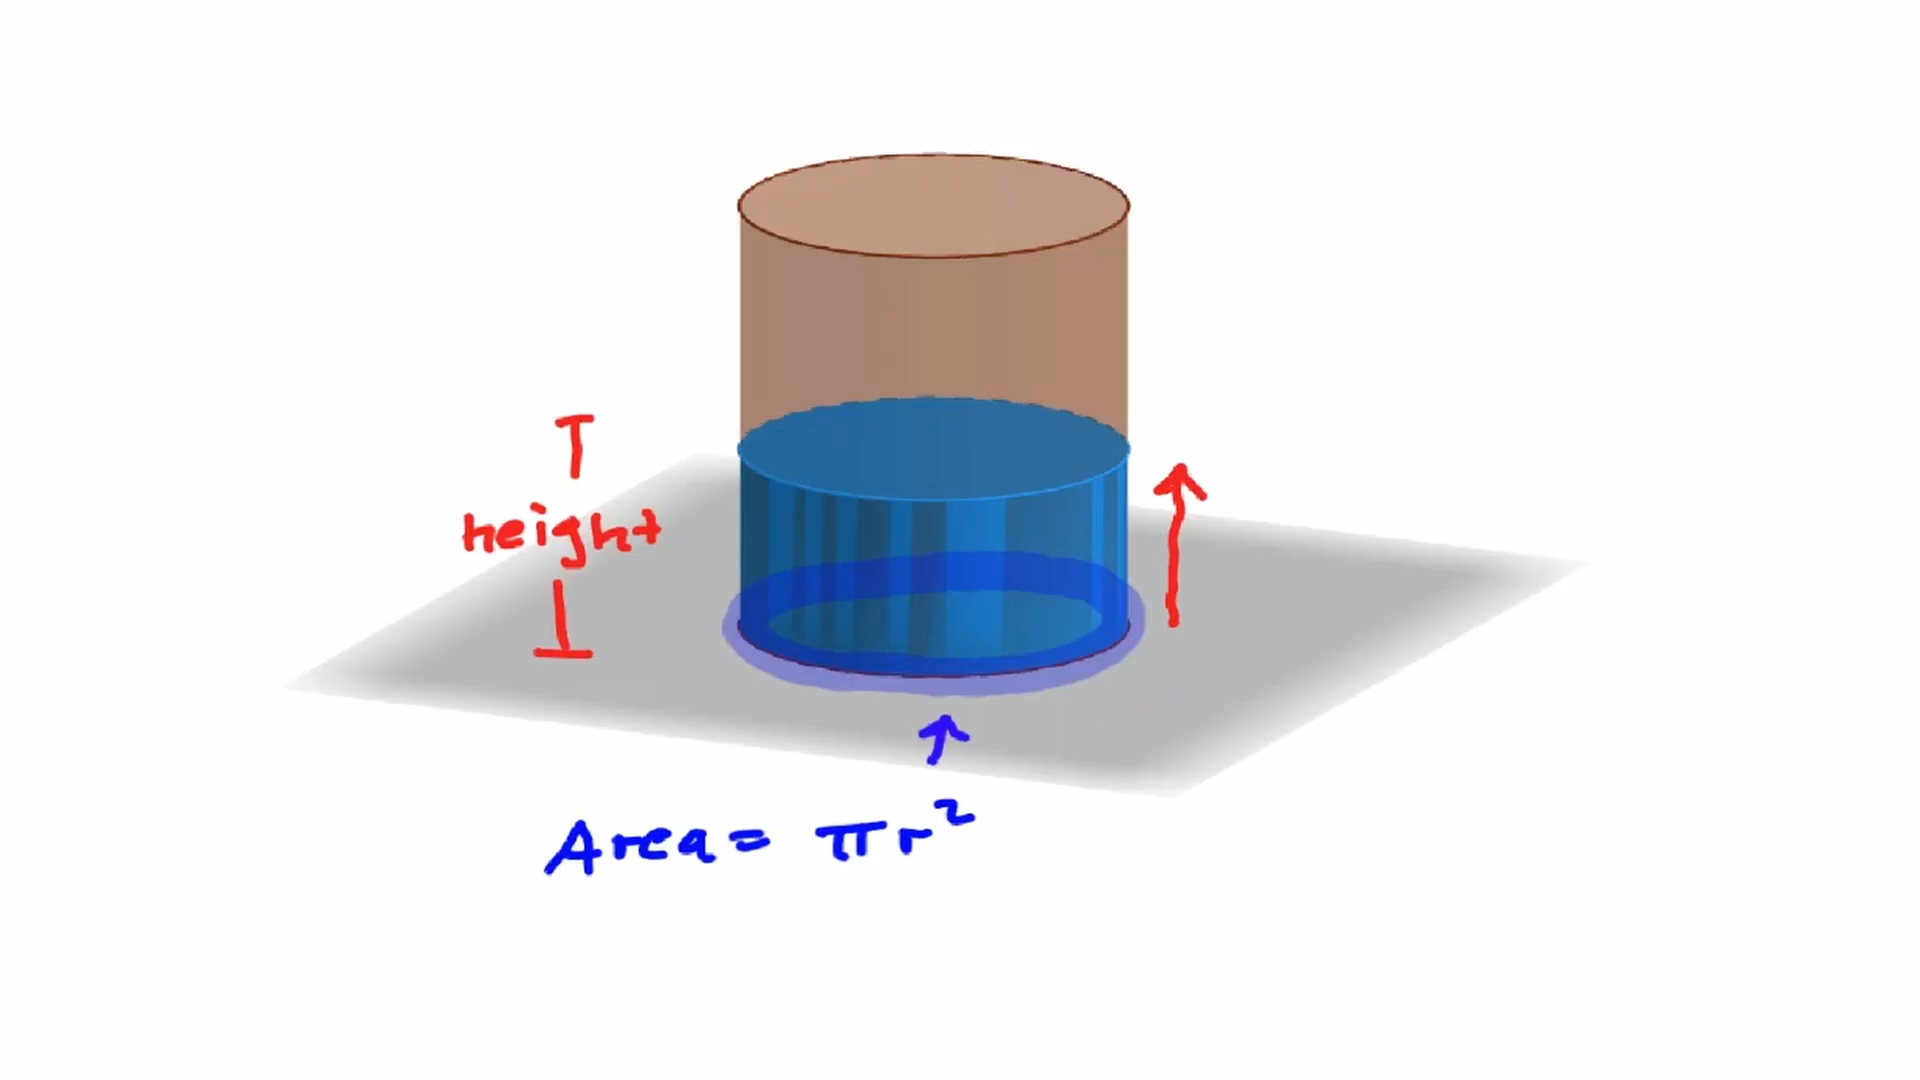 height
Area = πr²